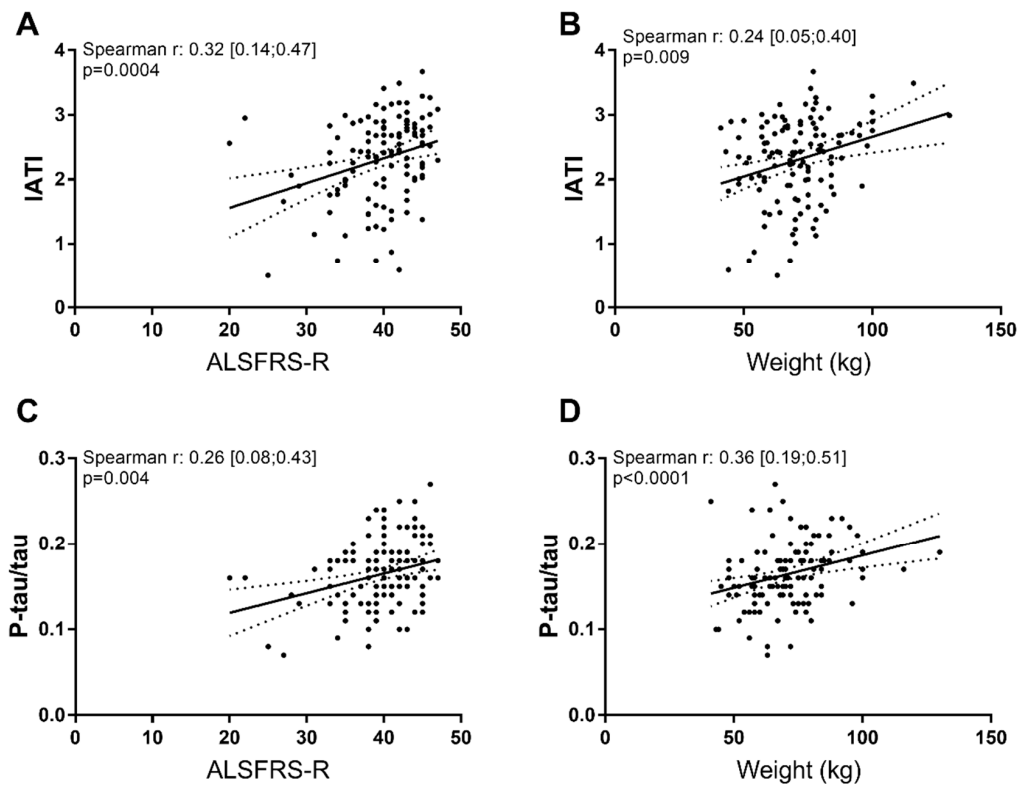 A
Spearman r: 0.32 [0.14;0.47]
p=0.0004
4
3
2
1
0
IATI
0 10 20 30 40 50
ALSFRS-R
B
Spearman r: 0.24 [0.05;0.40]
p=0.009
4
3
2
1
0
IATI
0 50 100 150
Weight (kg)
C
Spearman r: 0.26 [0.08;0.43]
p=0.004
0.3
0.2
0.1
0.0
P-tau/tau
0 10 20 30 40 50
ALSFRS-R
D
Spearman r: 0.36 [0.19;0.51]
p<0.0001
0.3
0.2
0.1
0.0
P-tau/tau
0 50 100 150
Weight (kg)